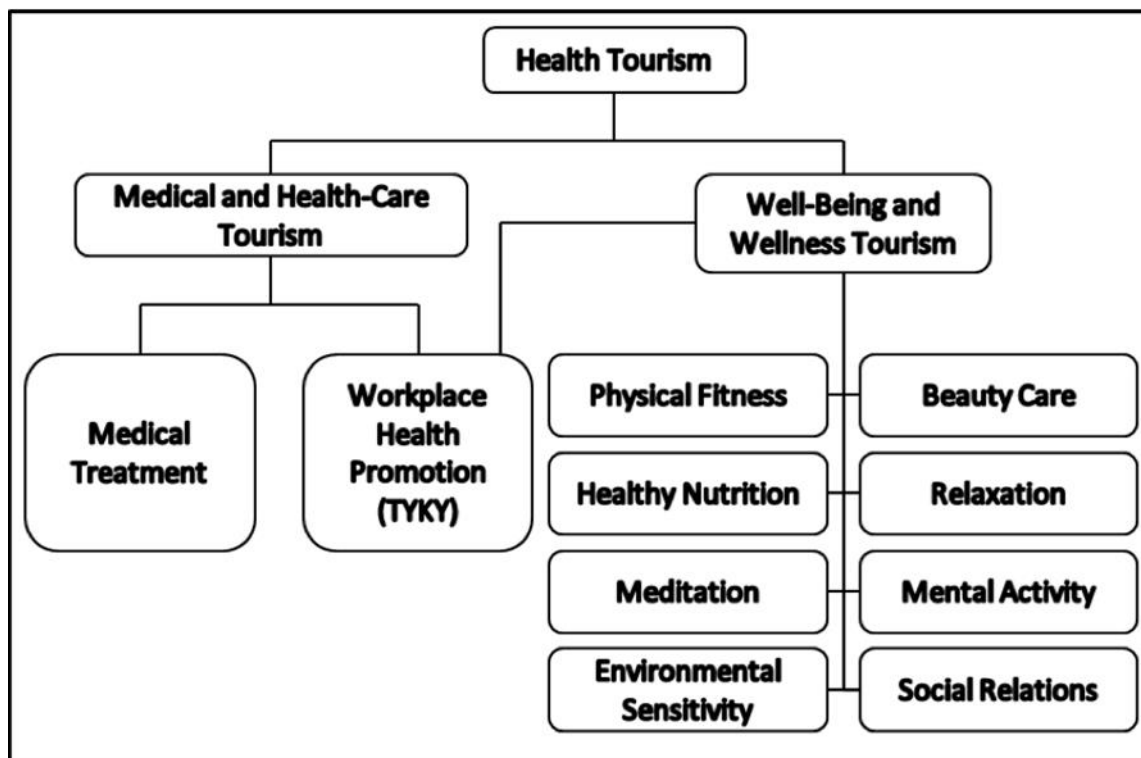 Health Tourism
Medical and Health-Care
Tourism
Well-Being and
Wellness Tourism
Medical
Treatment
Workplace
Health
Promotion
(TYKY)
Physical Fitness
Beauty Care
Healthy Nutrition
Relaxation
Meditation
Mental Activity
Environmental
Sensitivity
Social Relations